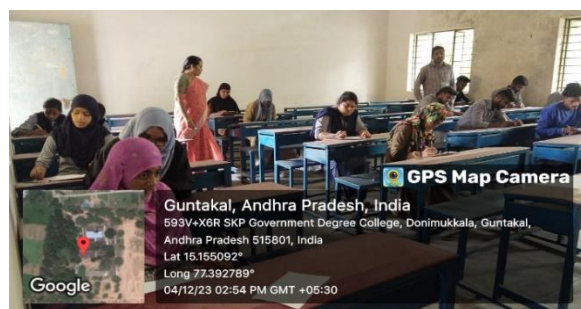 GPS Map Camera
Guntakal, Andhra Pradesh, India
593V+X6R SKP Government Degree College, Donimukkala, Guntakal,
Andhra Pradesh 515801, India
Lat 15.155092°
Long 77.392789°
04/12/23 02:54 PM GMT +05:30
Google